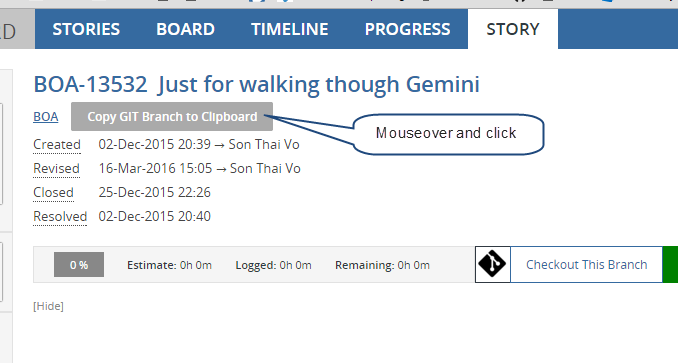 D STORIES BOARD TIMELINE PROGRESS STORY
BOA-13532 Just for walking though Gemini
BOA Copy GIT Branch to Clipboard
Mouseover and click
Created 02-Dec-2015 20:39 → Son Thai Vo
Revised 16-Mar-2016 15:05 → Son Thai Vo
Closed 25-Dec-2015 22:26
Resolved 02-Dec-2015 20:40
0 % Estimate: 0h 0m Logged: 0h 0m Remaining: 0h 0m Checkout This Branch
[Hide]